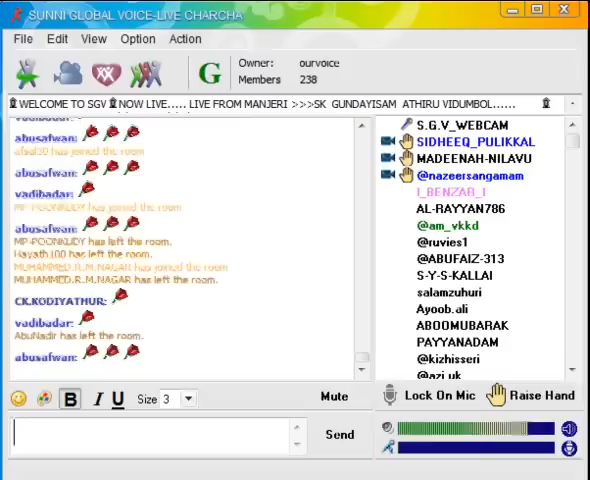 SUNNI GLOBAL VOICE-LIVE CHARCHA
File Edit View Option Action
G Owner: ourvoice
Members 238
WELCOME TO SGV NOW LIVE..... LIVE FROM MANJERI >>>SK GUNDAYISAM ATHIRU VIDUMBOL......
vadibadar:
abusafwan:
afsal30 has joined the room.
abusafwan:
vadibadar:
MP-POONKUDY has joined the room
abusafwan:
MP-POONKUDY has left the room.
Hayath100 has left the room.
MUHAMMED.R.M.NAGAR has joined the room
MUHAMMED.R.M.NAGAR has left the room.
CK.KODIYATHUR:
vadibadar:
AbuNadir has left the room.
abusafwan:
S.G.V_WEBCAM
SIDHEEQ_PULIKKAL
MADEENAH-NILAVU
@nazeersangamam
I_BENZAR_I
AL-RAYYAN786
@am_vkkd
@ruvies1
@ABUFAIZ-313
S-Y-S-KALLAI
salamzuhuri
Ayoob.ali
ABOOMUBARAK
PAYYANADAM
@kizhisseri
@azi uk
B I U Size 3 Mute
Lock On Mic Raise Hand
Send